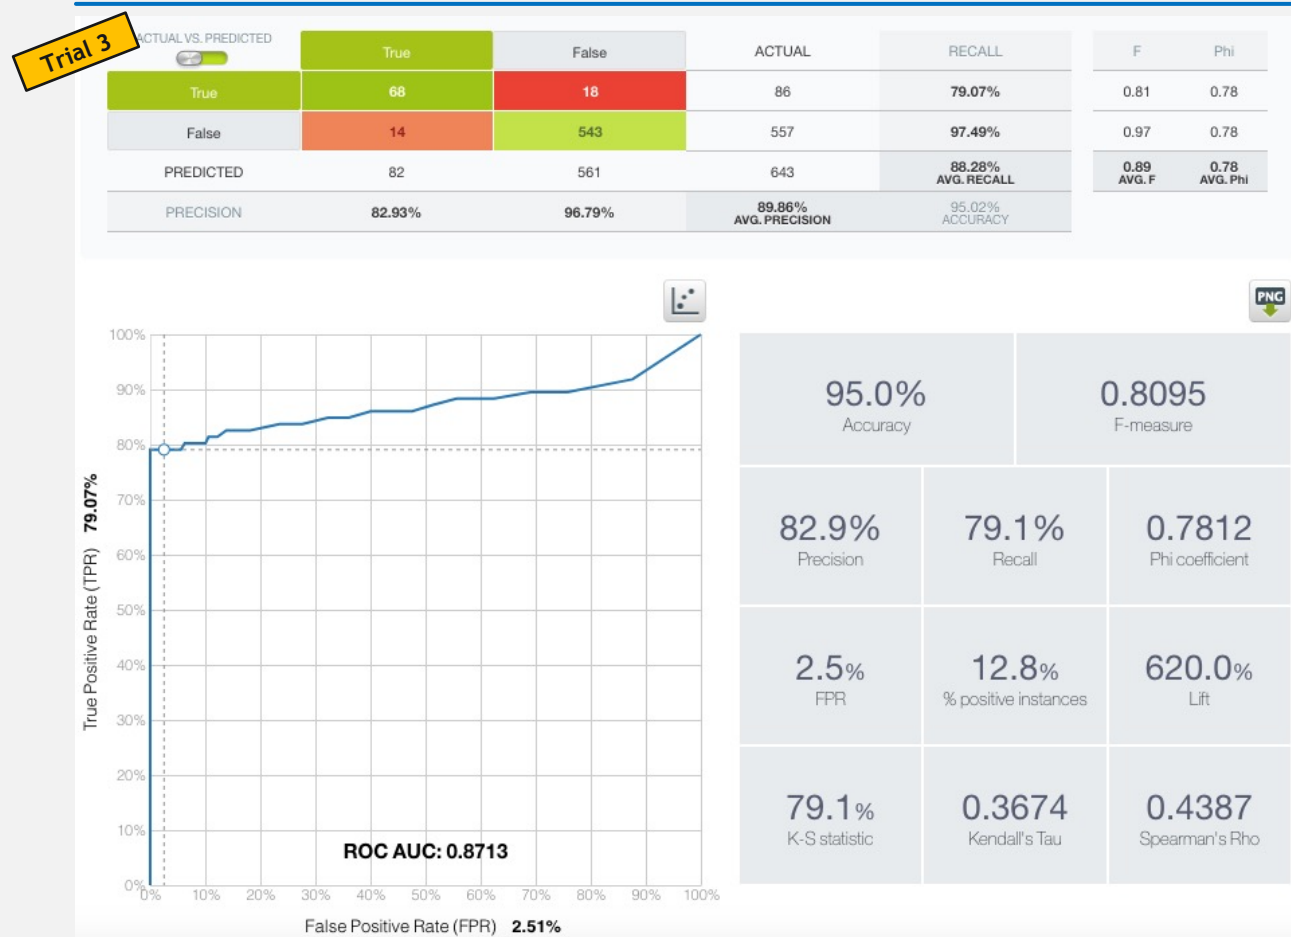 Trial 3
ACTUAL VS. PREDICTED
True False ACTUAL RECALL F Phi
True 68 18 86 79.07% 0.81 0.78
False 14 543 557 97.49% 0.97 0.78
PREDICTED 82 561 643 88.28% AVG. RECALL 0.89 AVG. F 0.78 AVG. Phi
PRECISION 82.93% 96.79% 89.86% AVG. PRECISION 95.02% ACCURACY
PNG
100%
90%
80%
70%
60%
50%
40%
30%
20%
10%
0%
True Positive Rate (TPR) 79.07%
ROC AUC: 0.8713
0% 10% 20% 30% 40% 50% 60% 70% 80% 90% 100%
False Positive Rate (FPR) 2.51%
95.0% 0.8095
Accuracy F-measure
82.9% 79.1% 0.7812
Precision Recall Phi coefficient
2.5% 12.8% 620.0%
FPR % positive instances Lift
79.1% 0.3674 0.4387
K-S statistic Kendall's Tau Spearman's Rho